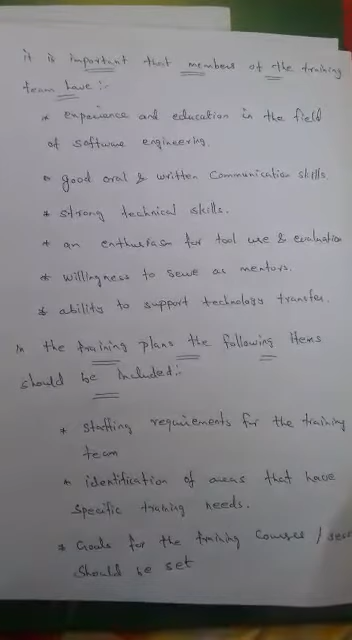 it is important that members of the training
team have :-
* experience and education in the field
of software engineering.
* good oral & written communication skills.
* strong technical skills.
* an enthusiasm for tool use & evaluation
* willingness to serve as mentors.
* ability to support technology transfer.
In the training plans the following items
should be included:-
* staffing requirements for the training
team
* identification of areas that have
specific training needs.
* Goals for the training courses /
should be set